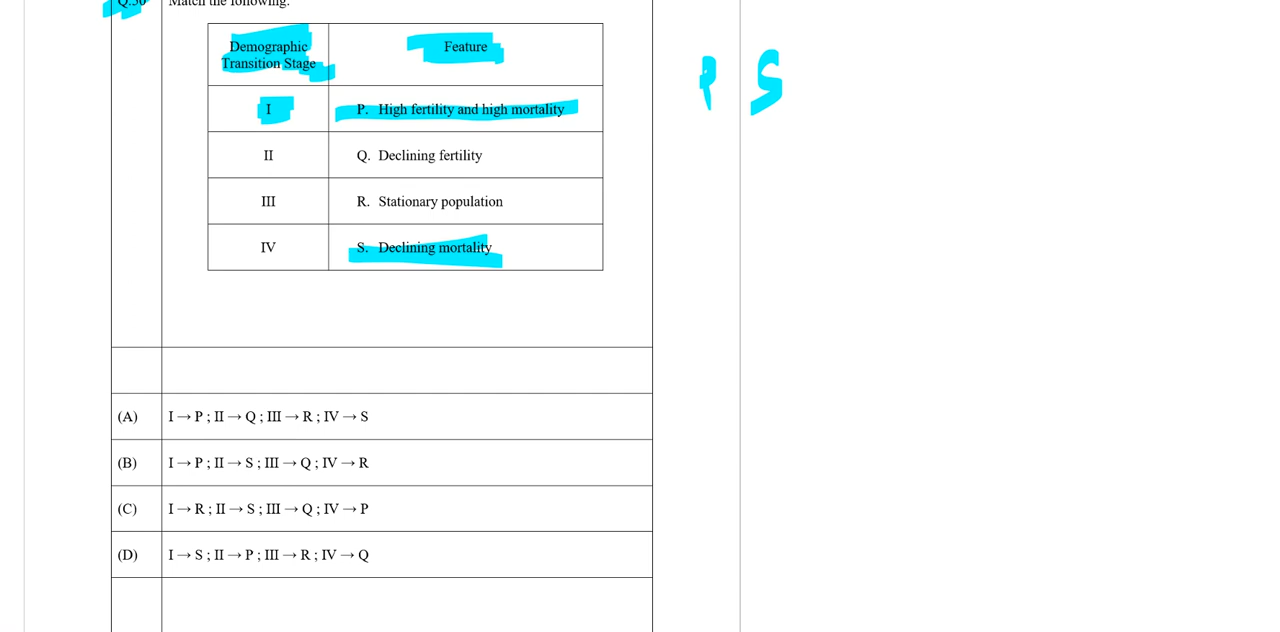 Q.50 Match the following:
Demographic Transition Stage Feature
I P. High fertility and high mortality
II Q. Declining fertility
III R. Stationary population
IV S. Declining mortality
P S
(A) I → P ; II → Q ; III → R ; IV → S
(B) I → P ; II → S ; III → Q ; IV → R
(C) I → R ; II → S ; III → Q ; IV → P
(D) I → S ; II → P ; III → R ; IV → Q